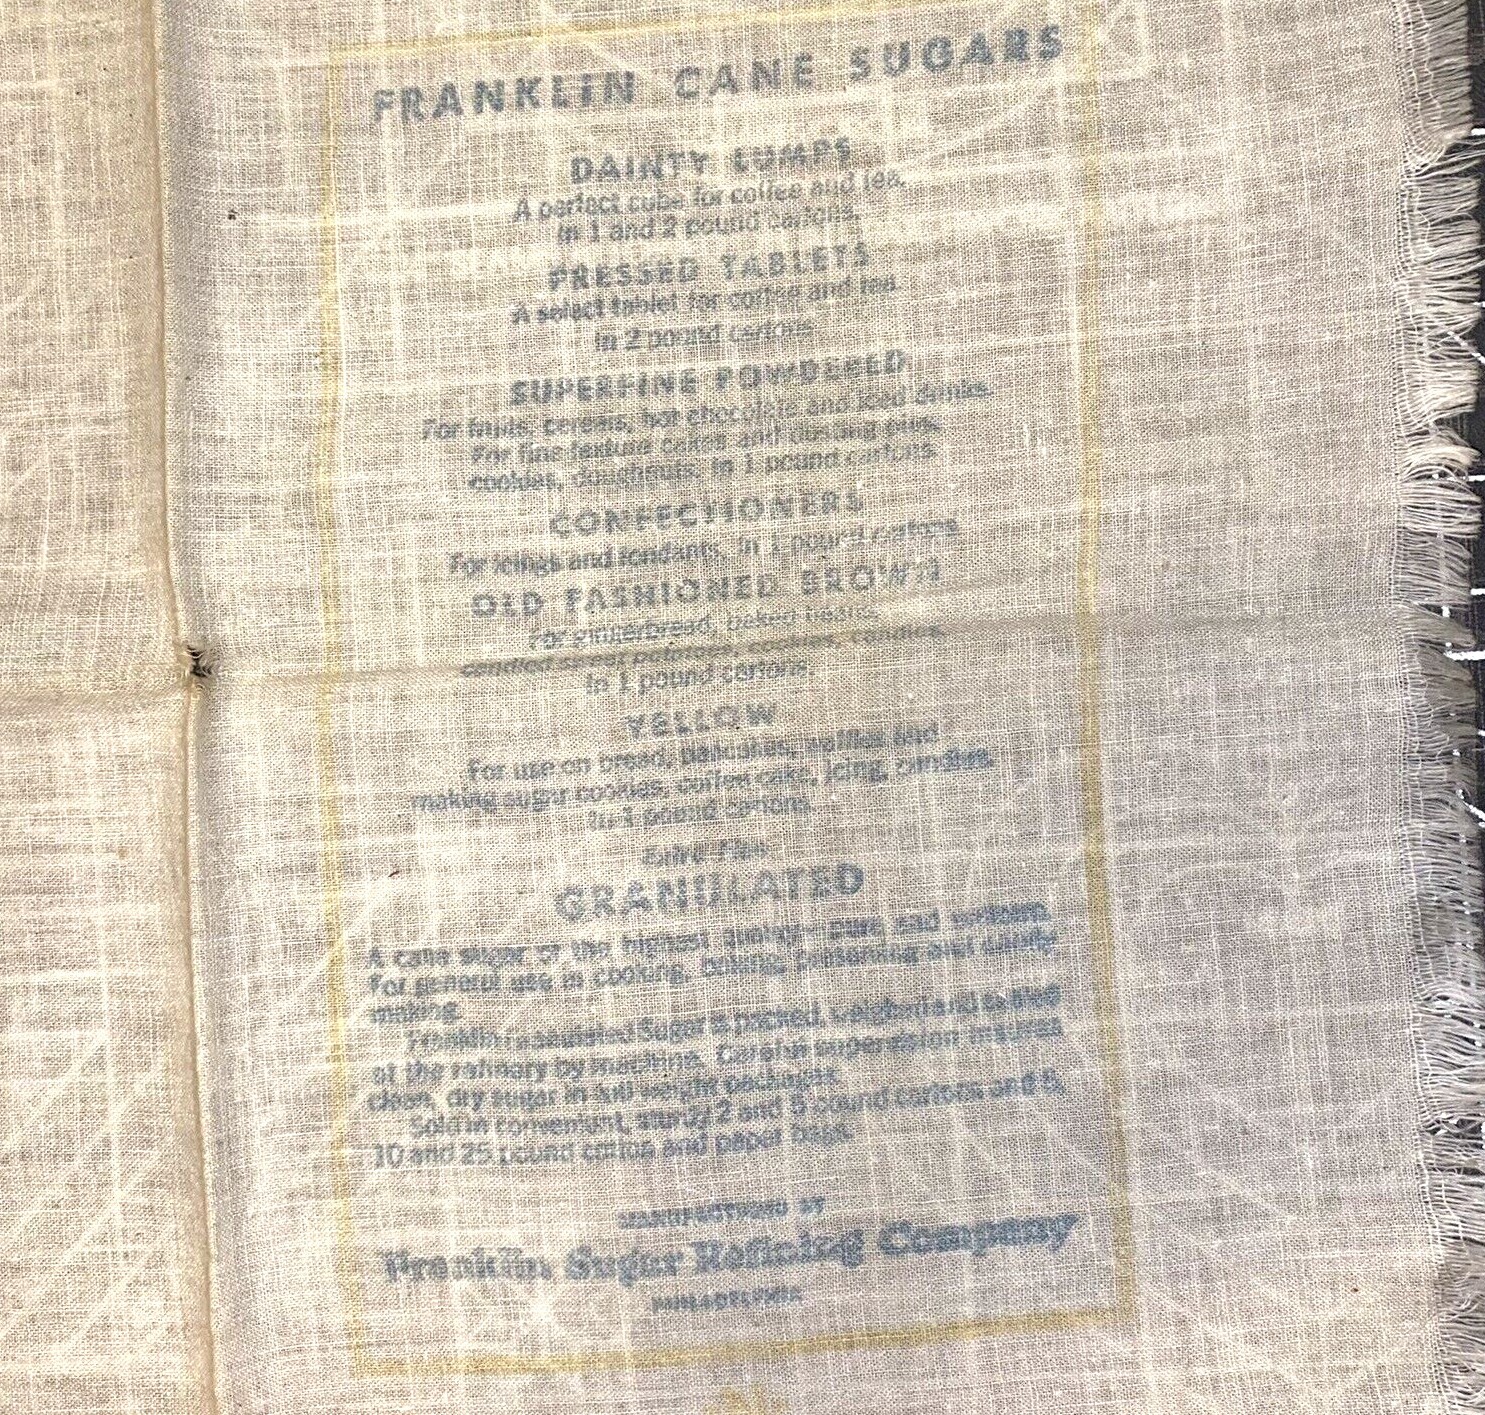 FRANKLIN CANE SUGARS
DAINTY LUMPS
A perfect cube for coffee and tea.
In 1 and 2 pound cartons.
PRESSED TABLETS
A select tablet for coffee and tea.
In 2 pound cartons
SUPERFINE POWDERED
For fruits, cereals, hot chocolate and iced drinks.
For fine texture cakes and dusting pies,
cookies, doughnuts. In 1 pound cartons.
CONFECTIONERS
For icings and fondants. In 1 pound cartons.
OLD FASHIONED BROWN
For gingerbread, baked beans,
candied sweet potatoes, cookies, candies.
In 1 pound cartons.
YELLOW
For use on bread, pancakes, waffles and
making sugar cookies, coffee cake, icing, candies.
In 1 pound cartons.
Extra Fine
GRANULATED
A cane sugar of the highest quality—pure and uniform.
For general use in cooking, baking, preserving and candy
making.
Franklin Granulated Sugar is packed, weighed and sealed
at the refinery by machine. Careful supervision insures
clean, dry sugar in full weight packages.
Sold in convenient, sturdy 2 and 5 pound cartons and 5,
10 and 25 pound cotton and paper bags.
MANUFACTURED BY
Franklin Sugar Refining Company
PHILADELPHIA